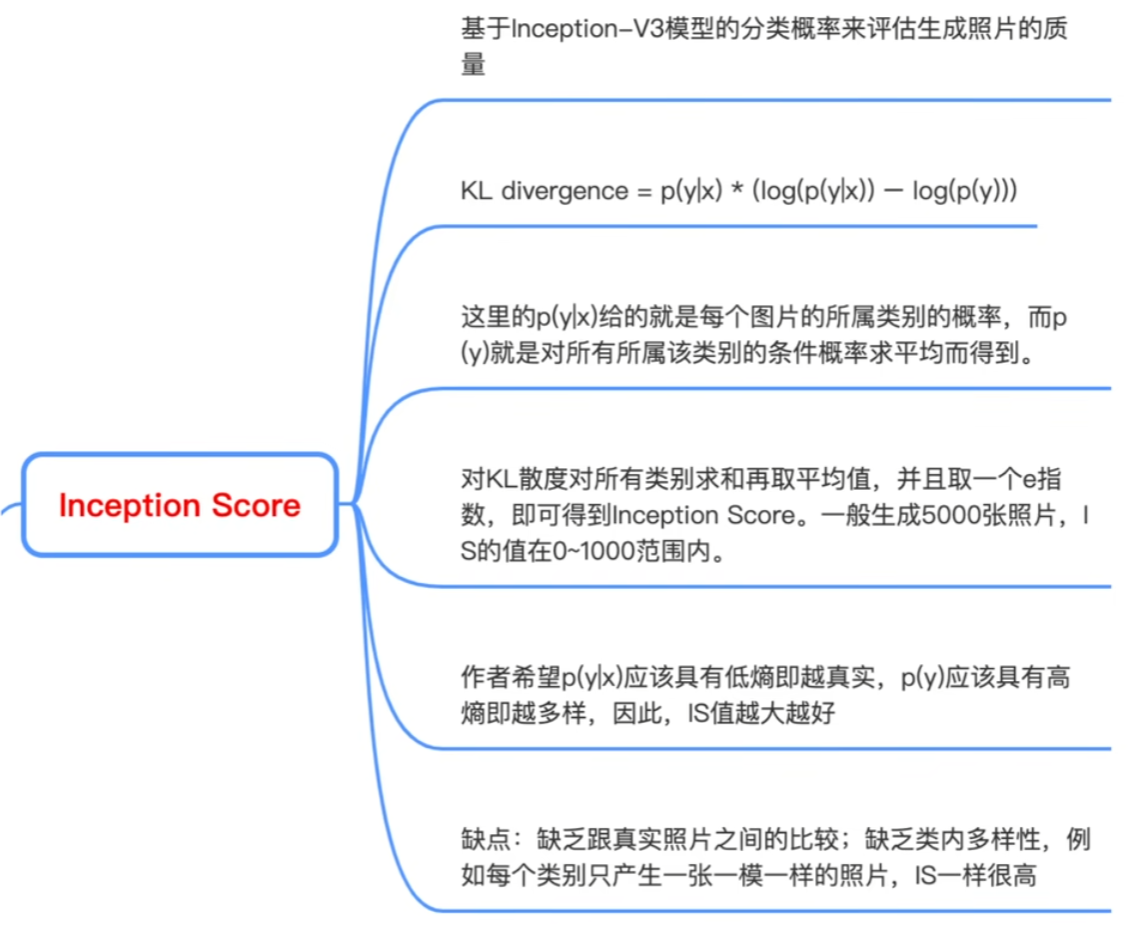 基于Inception-V3模型的分类概率来评估生成照片的质
量
KL divergence = p(y|x) * (log(p(y|x)) – log(p(y)))
这里的p(y|x)给的就是每个图片的所属类别的概率，而p
(y)就是对所有所属该类别的条件概率求平均而得到。
Inception Score
对KL散度对所有类别求和再取平均值，并且取一个e指
数，即可得到Inception Score。一般生成5000张照片，I
S的值在0~1000范围内。
作者希望p(y|x)应该具有低熵即越真实，p(y)应该具有高
熵即越多样，因此，IS值越大越好
缺点：缺乏跟真实照片之间的比较；缺乏类内多样性，例
如每个类别只产生一张一模一样的照片，IS一样很高